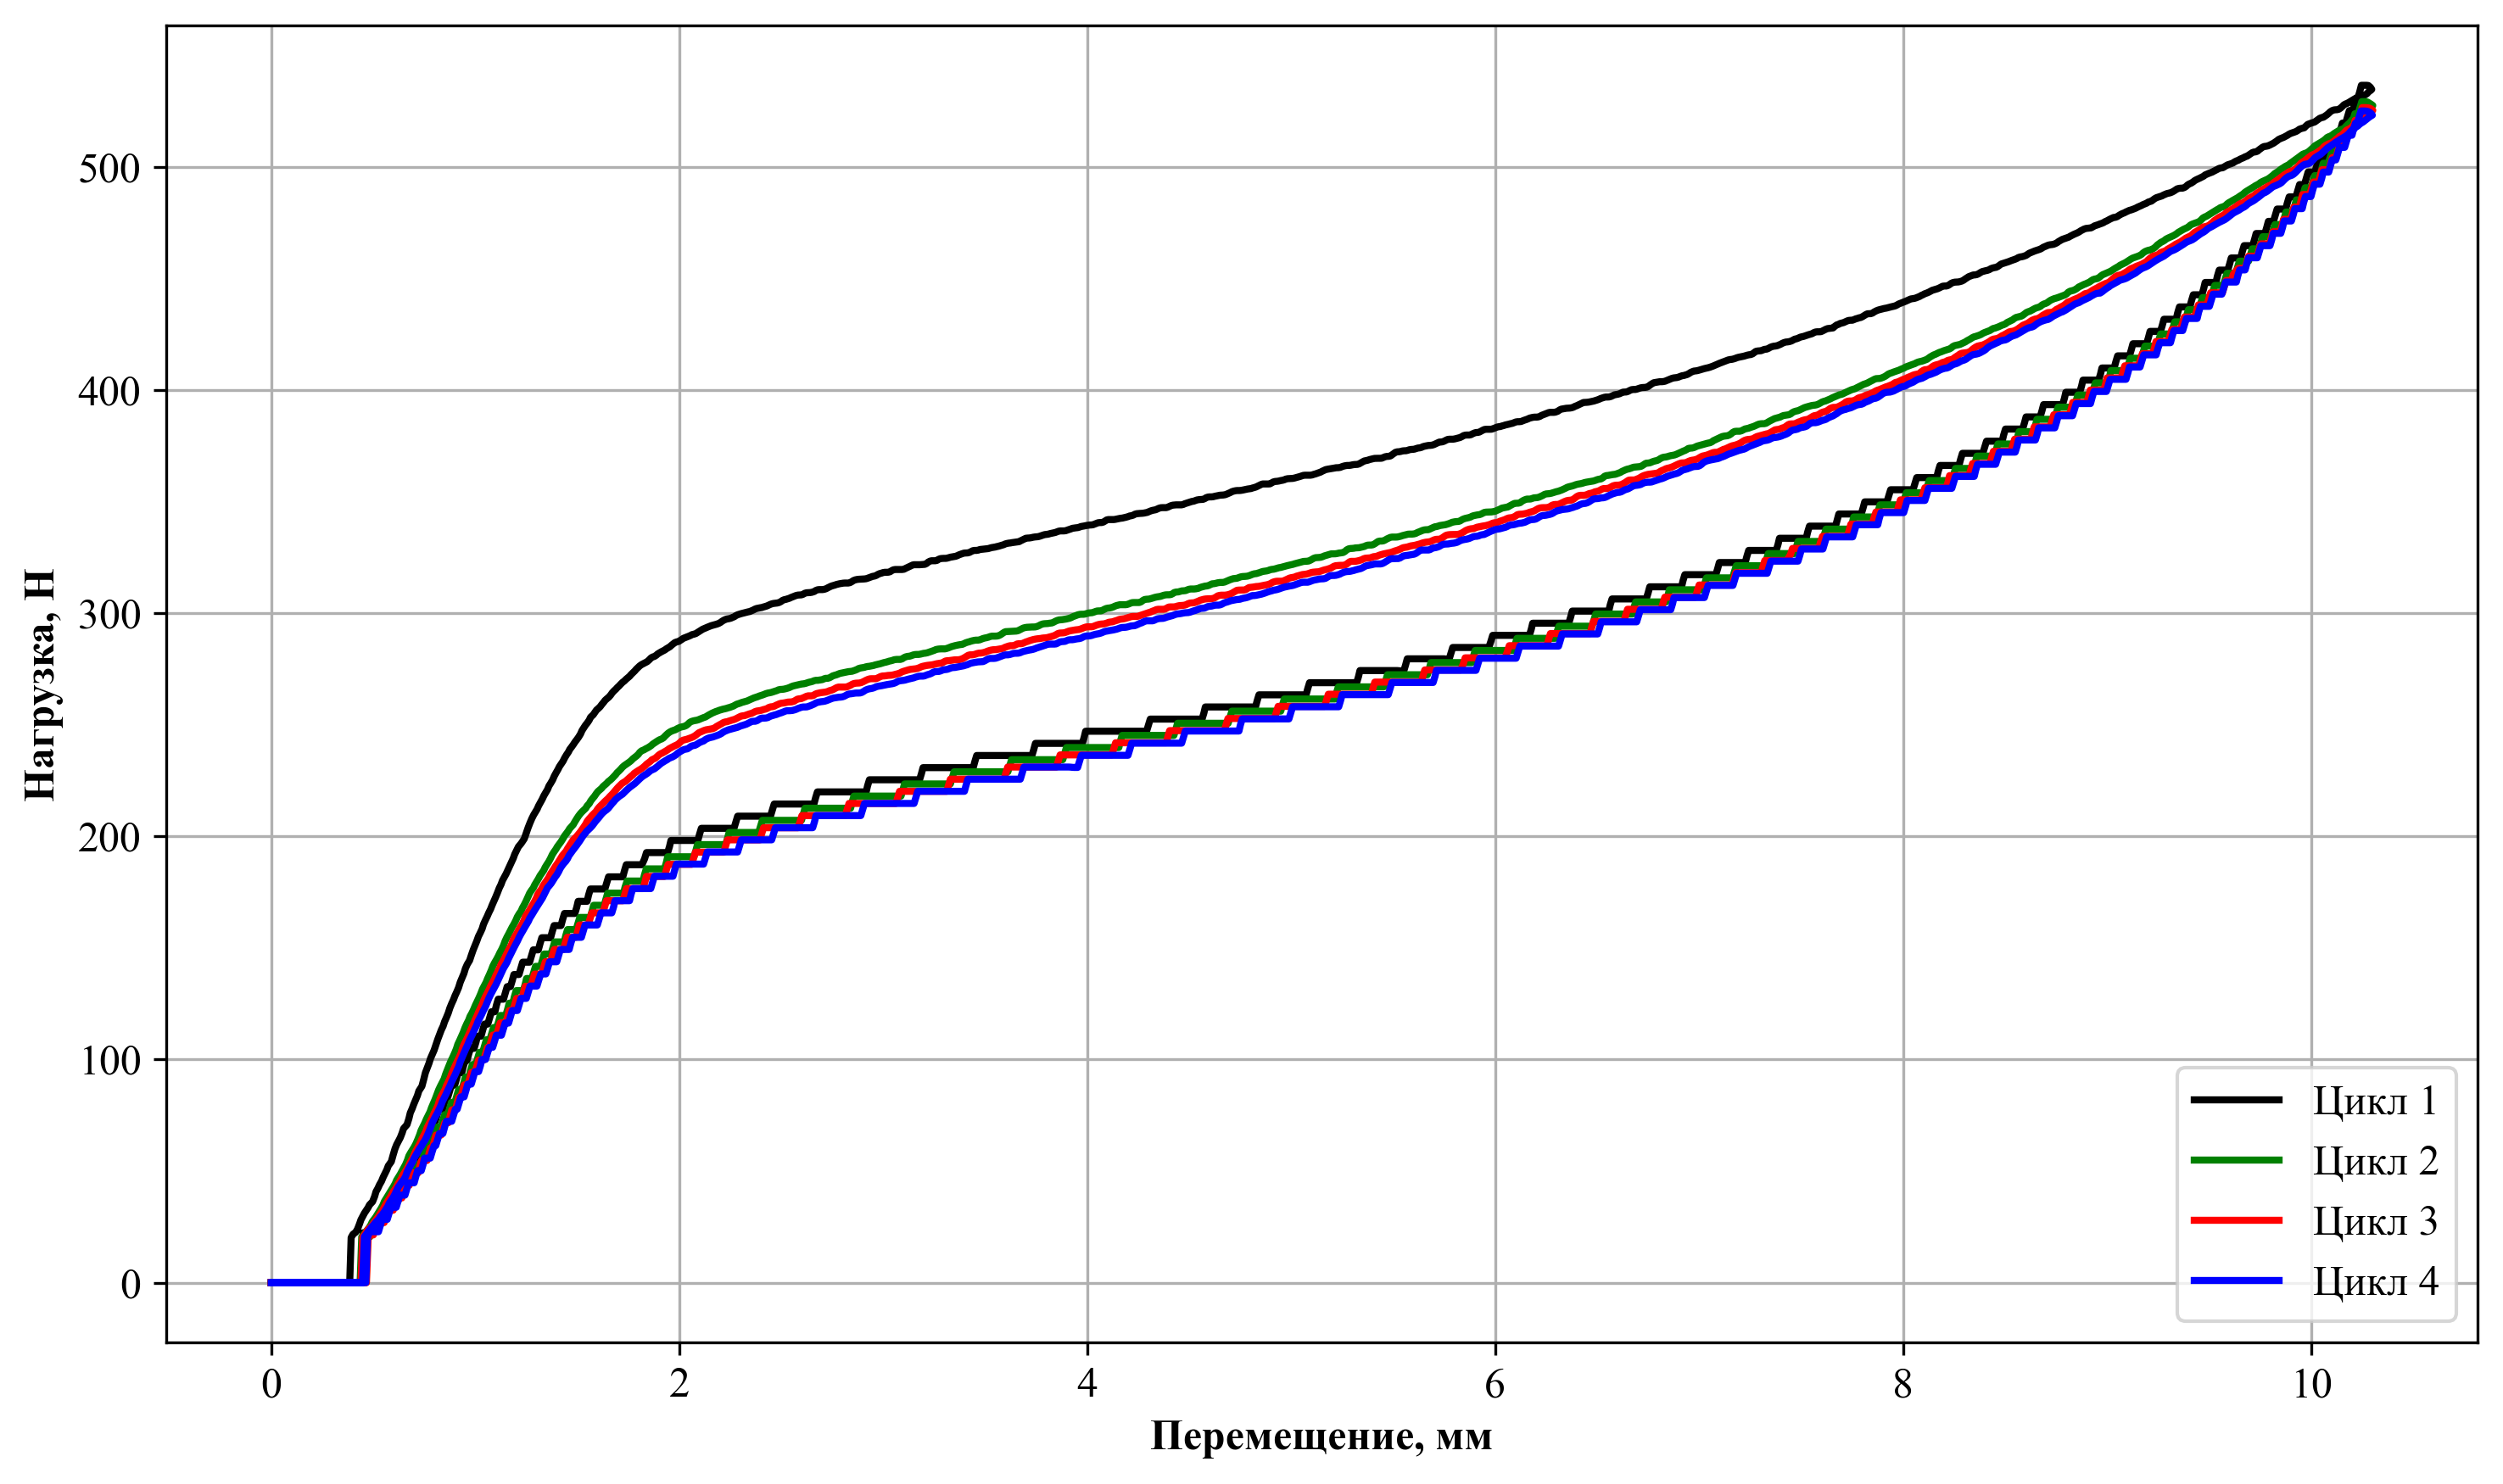 500
400
300
200
100
0
Нагрузка, Н
0 2 4 6 8 10
Перемещение, мм
Цикл 1
Цикл 2
Цикл 3
Цикл 4